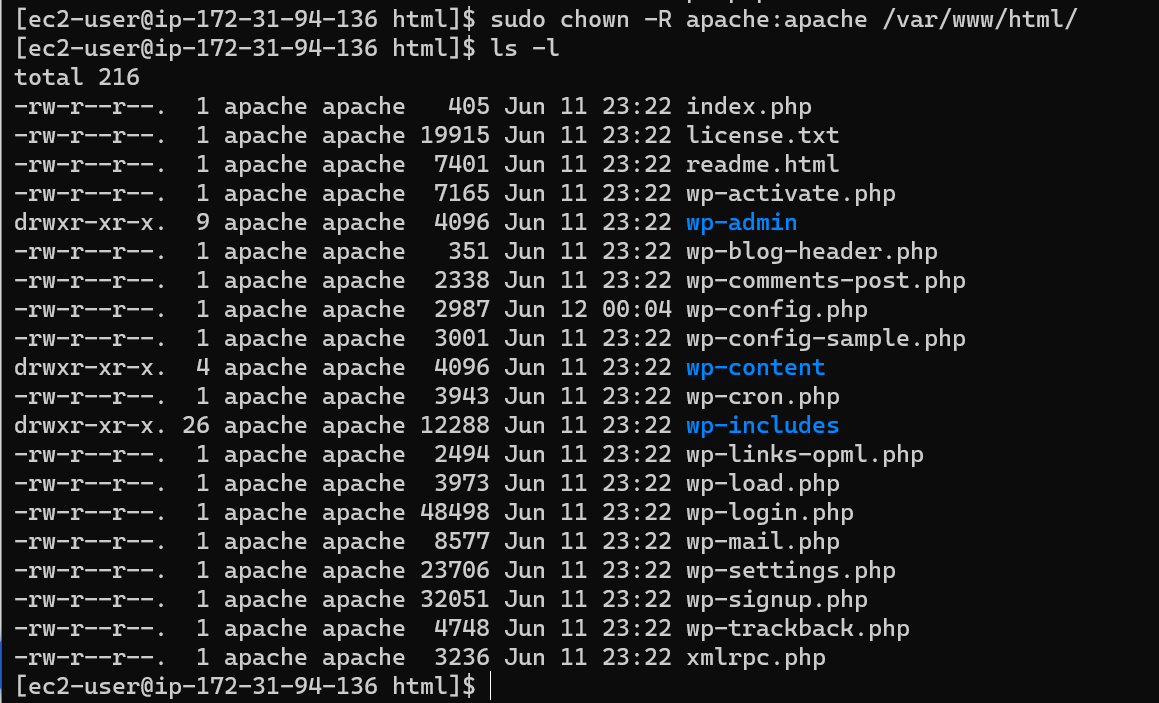 [ec2-user@ip-172-31-94-136 html]$ sudo chown -R apache:apache /var/www/html/
[ec2-user@ip-172-31-94-136 html]$ ls -l
total 216
-rw-r--r--.  1 apache apache   405 Jun 11 23:22 index.php
-rw-r--r--.  1 apache apache 19915 Jun 11 23:22 license.txt
-rw-r--r--.  1 apache apache  7401 Jun 11 23:22 readme.html
-rw-r--r--.  1 apache apache  7165 Jun 11 23:22 wp-activate.php
drwxr-xr-x.  9 apache apache  4096 Jun 11 23:22 wp-admin
-rw-r--r--.  1 apache apache   351 Jun 11 23:22 wp-blog-header.php
-rw-r--r--.  1 apache apache  2338 Jun 11 23:22 wp-comments-post.php
-rw-r--r--.  1 apache apache  2987 Jun 12 00:04 wp-config.php
-rw-r--r--.  1 apache apache  3001 Jun 11 23:22 wp-config-sample.php
drwxr-xr-x.  4 apache apache  4096 Jun 11 23:22 wp-content
-rw-r--r--.  1 apache apache  3943 Jun 11 23:22 wp-cron.php
drwxr-xr-x. 26 apache apache 12288 Jun 11 23:22 wp-includes
-rw-r--r--.  1 apache apache  2494 Jun 11 23:22 wp-links-opml.php
-rw-r--r--.  1 apache apache  3973 Jun 11 23:22 wp-load.php
-rw-r--r--.  1 apache apache 48498 Jun 11 23:22 wp-login.php
-rw-r--r--.  1 apache apache  8577 Jun 11 23:22 wp-mail.php
-rw-r--r--.  1 apache apache 23706 Jun 11 23:22 wp-settings.php
-rw-r--r--.  1 apache apache 32051 Jun 11 23:22 wp-signup.php
-rw-r--r--.  1 apache apache  4748 Jun 11 23:22 wp-trackback.php
-rw-r--r--.  1 apache apache  3236 Jun 11 23:22 xmlrpc.php
[ec2-user@ip-172-31-94-136 html]$